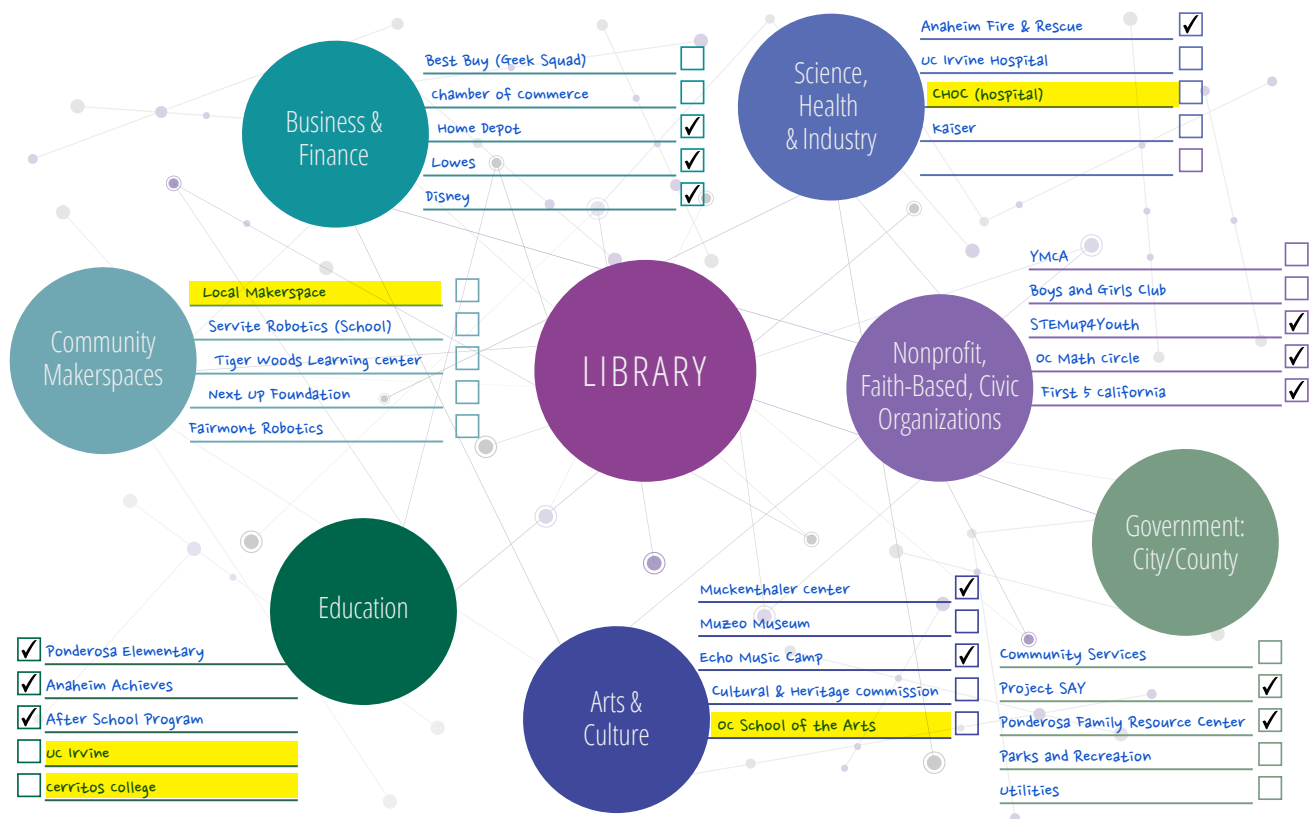 Business &
Finance
Best Buy (Geek Squad)
Chamber of Commerce
Home Depot
Lowes
Disney
Science,
Health
& Industry
Anaheim Fire & Rescue
UC Irvine Hospital
CHOC (hospital)
Kaiser
Community
Makerspaces
Local Makerspace
Servite Robotics (School)
Tiger Woods Learning Center
Next Up Foundation
Fairmont Robotics
LIBRARY
Nonprofit,
Faith-Based, Civic
Organizations
YMCA
Boys and Girls Club
STEMup4Youth
OC Math Circle
First 5 California
Government:
City/County
Community Services
Project SAY
Ponderosa Family Resource Center
Parks and Recreation
Utilities
Education
Ponderosa Elementary
Anaheim Achieves
After School Program
UC Irvine
Cerritos College
Arts &
Culture
Muckenthaler Center
Muzeo Museum
Echo Music Camp
Cultural & Heritage Commission
OC School of the Arts